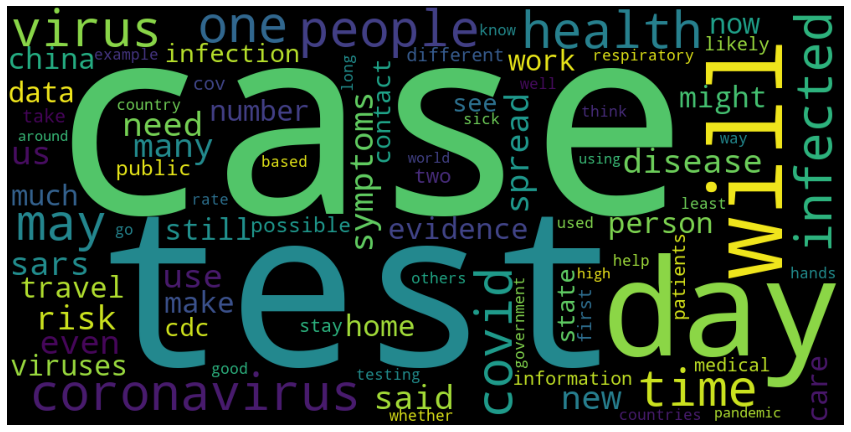 virus
one
people
know
health
now
likely
china
example
infection
different
work
respiratory
will
infected
data
cov
long
contact
well
might
case
country
number
see
sick
think
take
need
symptoms
spread
around
us
many
public
based
world
two
using
disease
way
much
rate
least
may
go
still
possible
evidence
used
person
sars
test
day
others
covid
government
high
help
patients
hands
use
travel
make
state
first
risk
cdc
stay
home
even
viruses
good
testing
information
medical
care
coronavirus
said
whether
new
time
countries
pandemic